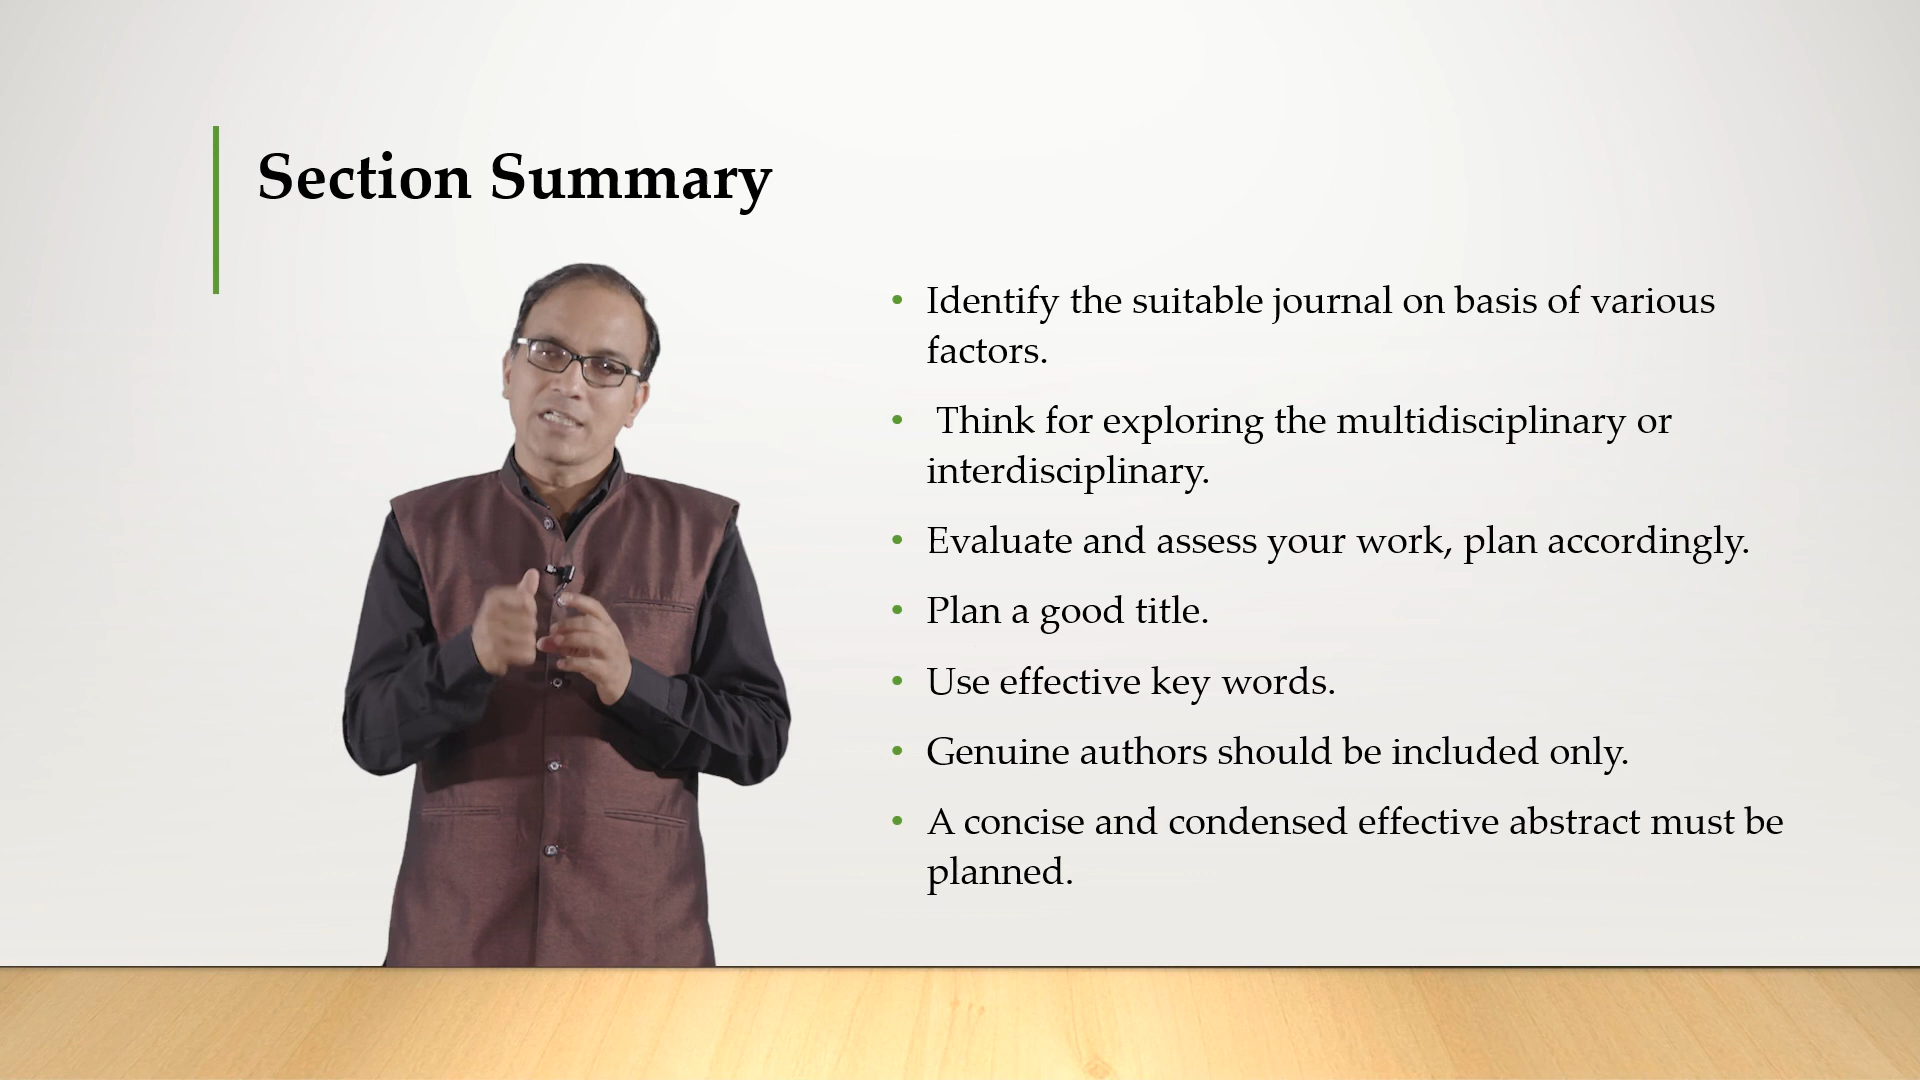 Section Summary
• Identify the suitable journal on basis of various
factors.
• Think for exploring the multidisciplinary or
interdisciplinary.
• Evaluate and assess your work, plan accordingly.
• Plan a good title.
• Use effective key words.
• Genuine authors should be included only.
• A concise and condensed effective abstract must be
planned.